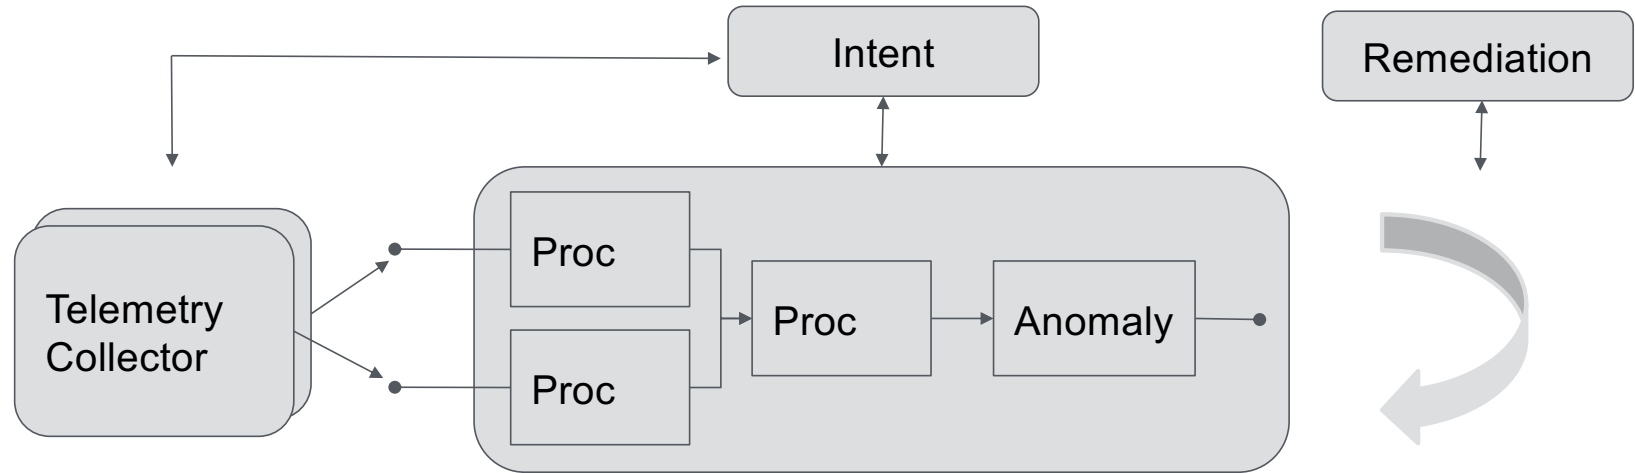 Intent
Remediation
Telemetry
Collector
Proc
Proc
Proc
Anomaly